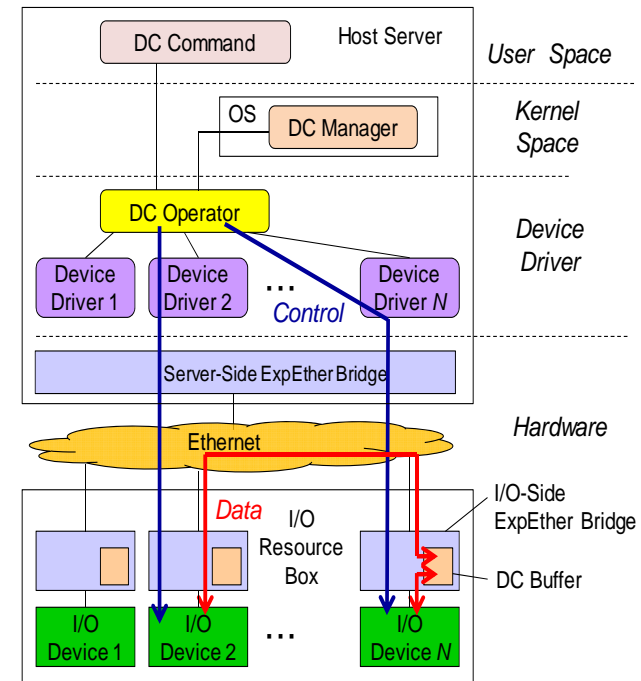 DC Command
Host Server
User Space
OS
DC Manager
Kernel
Space
DC Operator
Device
Driver
Device
Driver 1
Device
Driver 2
...
Device
Driver N
Control
Server-Side ExpEther Bridge
Ethernet
Hardware
Data
I/O
Resource
Box
I/O-Side
ExpEther Bridge
DC Buffer
I/O
Device 1
I/O
Device 2
...
I/O
Device N